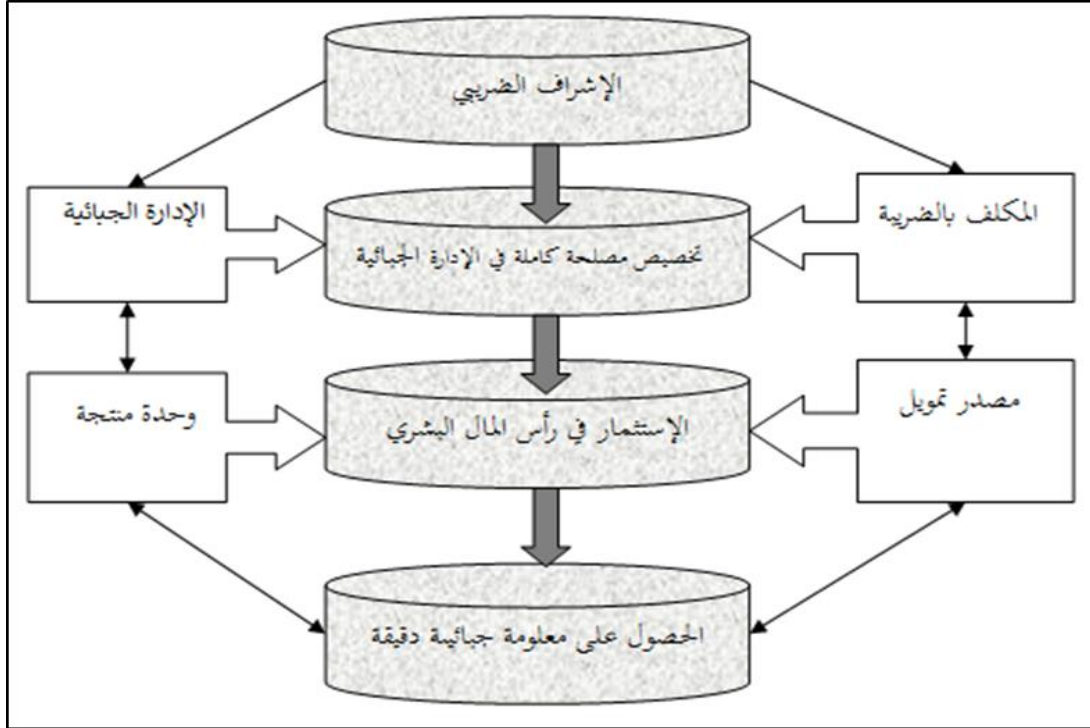 الإشراف الضريبي
المكلف بالضريبة
الإدارة الجبائية
تخصيص مصلحة كاملة في الإدارة الجبائية
مصدر تمويل
وحدة منتجة
الإستثمار في رأس المال البشري
الحصول على معلومة جبائيىة دقيقة